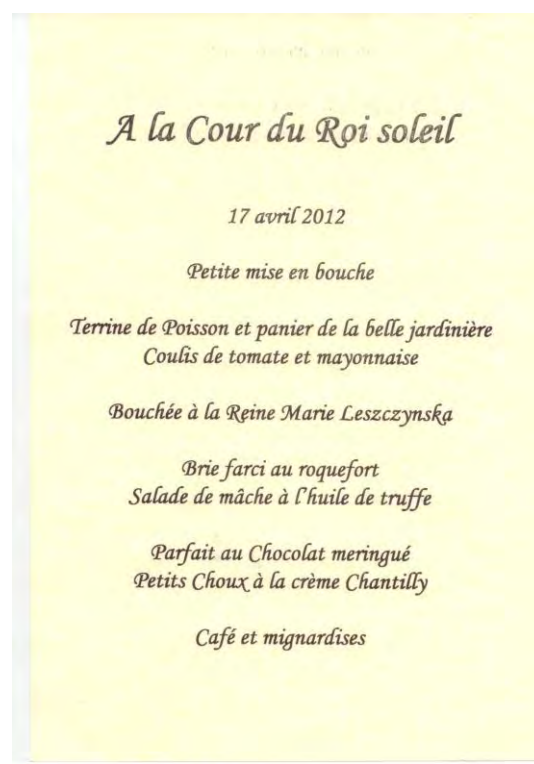 A la Cour du Roi soleil
17 avril 2012
Petite mise en bouche
Terrine de Poisson et panier de la belle jardinière
Coulis de tomate et mayonnaise
Bouchée à la Reine Marie Leszczynska
Brie farci au roquefort
Salade de mâche à l'huile de truffe
Parfait au Chocolat meringué
Petits Choux à la crème Chantilly
Café et mignardises